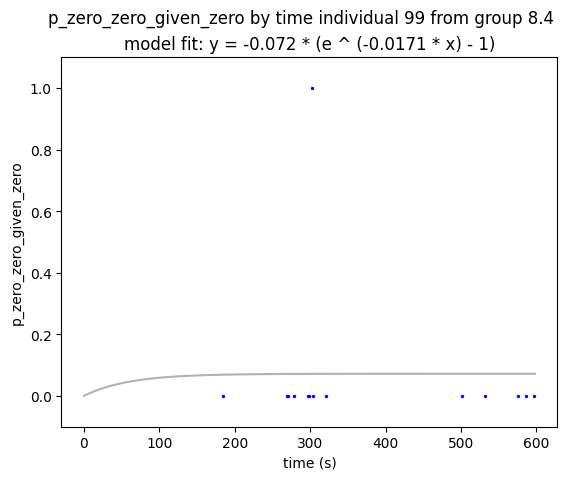 p_zero_zero_given_zero by time individual 99 from group 8.4
model fit: y = -0.072 * (e ^ (-0.0171 * x) - 1)
p_zero_zero_given_zero
1.0
0.8
0.6
0.4
0.2
0.0
0 100 200 300 400 500 600
time (s)